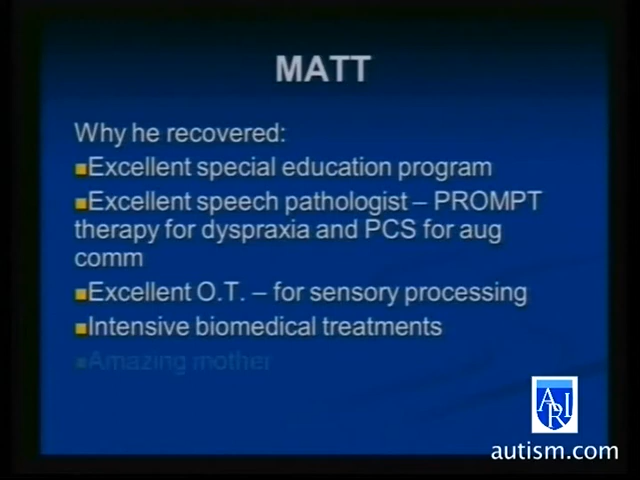 MATT
Why he recovered:
■Excellent special education program
■Excellent speech pathologist – PROMPT
therapy for dyspraxia and PCS for aug
comm
■Excellent O.T. – for sensory processing
■Intensive biomedical treatments
■Amazing mother
ARI
autism.com